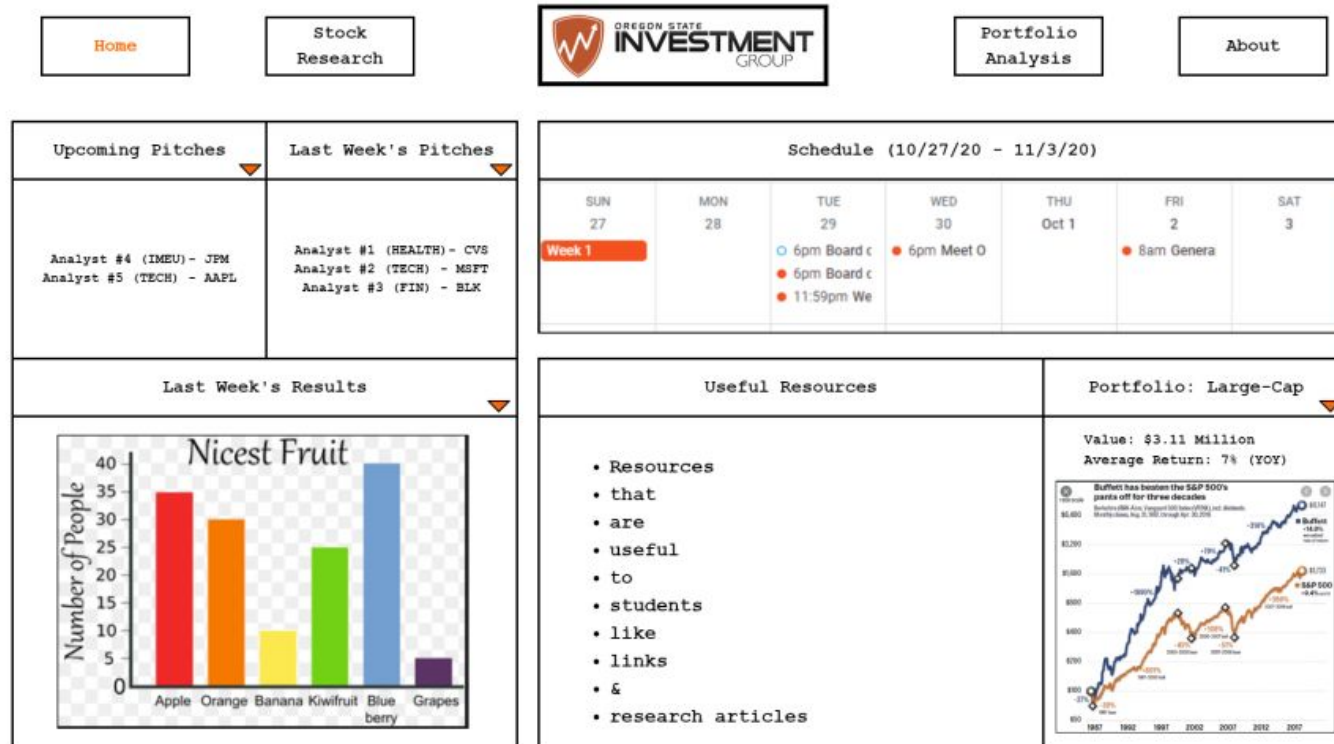 Home
Stock
Research
OREGON STATE
INVESTMENT
GROUP
Portfolio
Analysis
About
Upcoming Pitches
Last Week's Pitches
Analyst #4 (IMEU)- JPM
Analyst #5 (TECH) - AAPL
Analyst #1 (HEALTH)- CVS
Analyst #2 (TECH) - MSFT
Analyst #3 (FIN) - BLK
Schedule (10/27/20 - 11/3/20)
SUN MON TUE WED THU FRI SAT
27 28 29 30 Oct 1 2 3
Week 1
6pm Board c
6pm Board c
11:59pm We
6pm Meet O
8am Genera
Last Week's Results
Nicest Fruit
Number of People
40
35
30
25
20
15
10
5
0
Apple Orange Banana Kiwifruit Blue berry Grapes
Useful Resources
• Resources
• that
• are
• useful
• to
• students
• like
• links
• &
• research articles
Portfolio: Large-Cap
Value: $3.11 Million
Average Return: 7% (YOY)
Buffett has beaten the S&P 500's
pants off for three decades
Buffett
S&P 500
1987 1992 1997 2002 2007 2012 2017